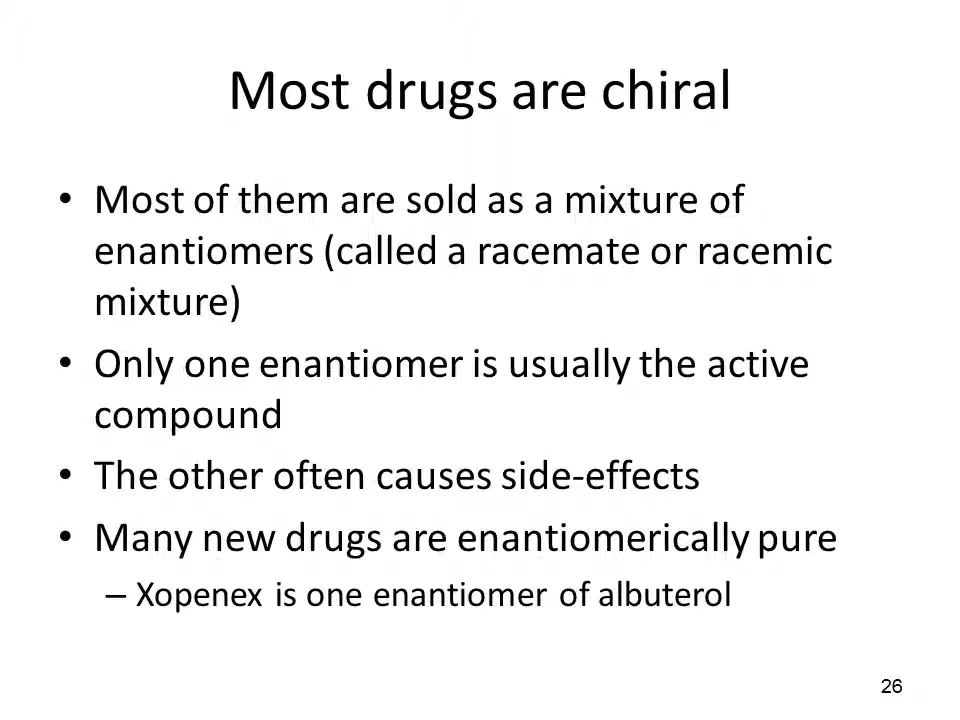 Most drugs are chiral
• Most of them are sold as a mixture of
enantiomers (called a racemate or racemic
mixture)
• Only one enantiomer is usually the active
compound
• The other often causes side-effects
• Many new drugs are enantiomerically pure
– Xopenex is one enantiomer of albuterol
26